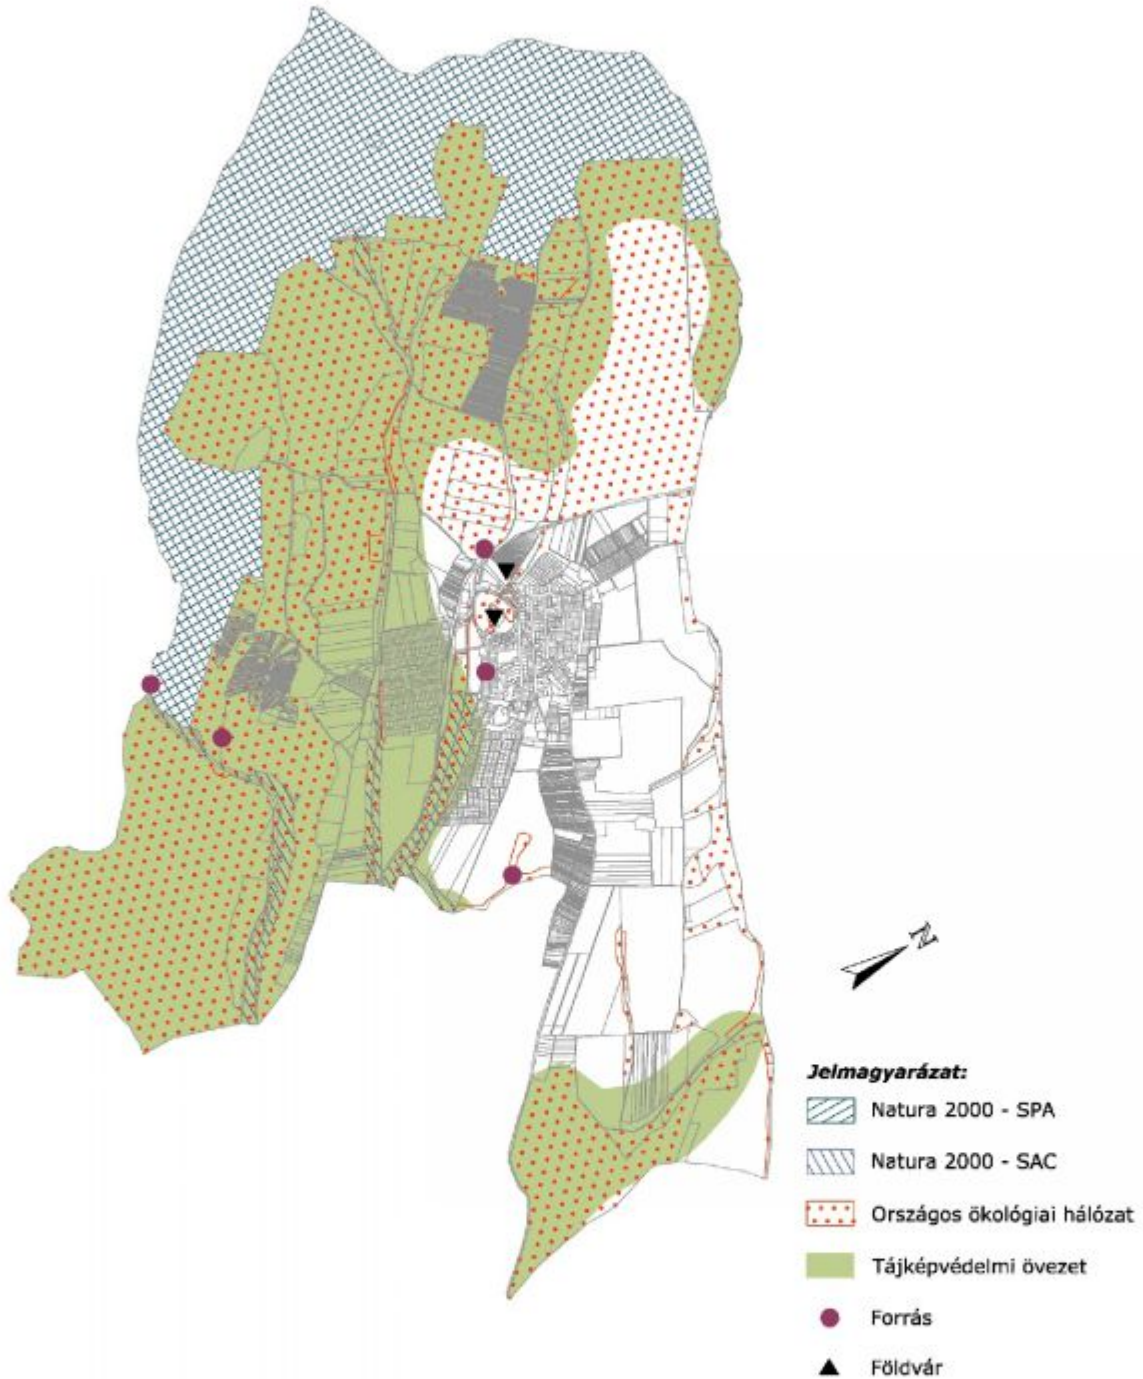 N
Jelmagyarázat:
Natura 2000 - SPA
Natura 2000 - SAC
Országos ökológiai hálózat
Tájképvédelmi övezet
Forrás
Földvár